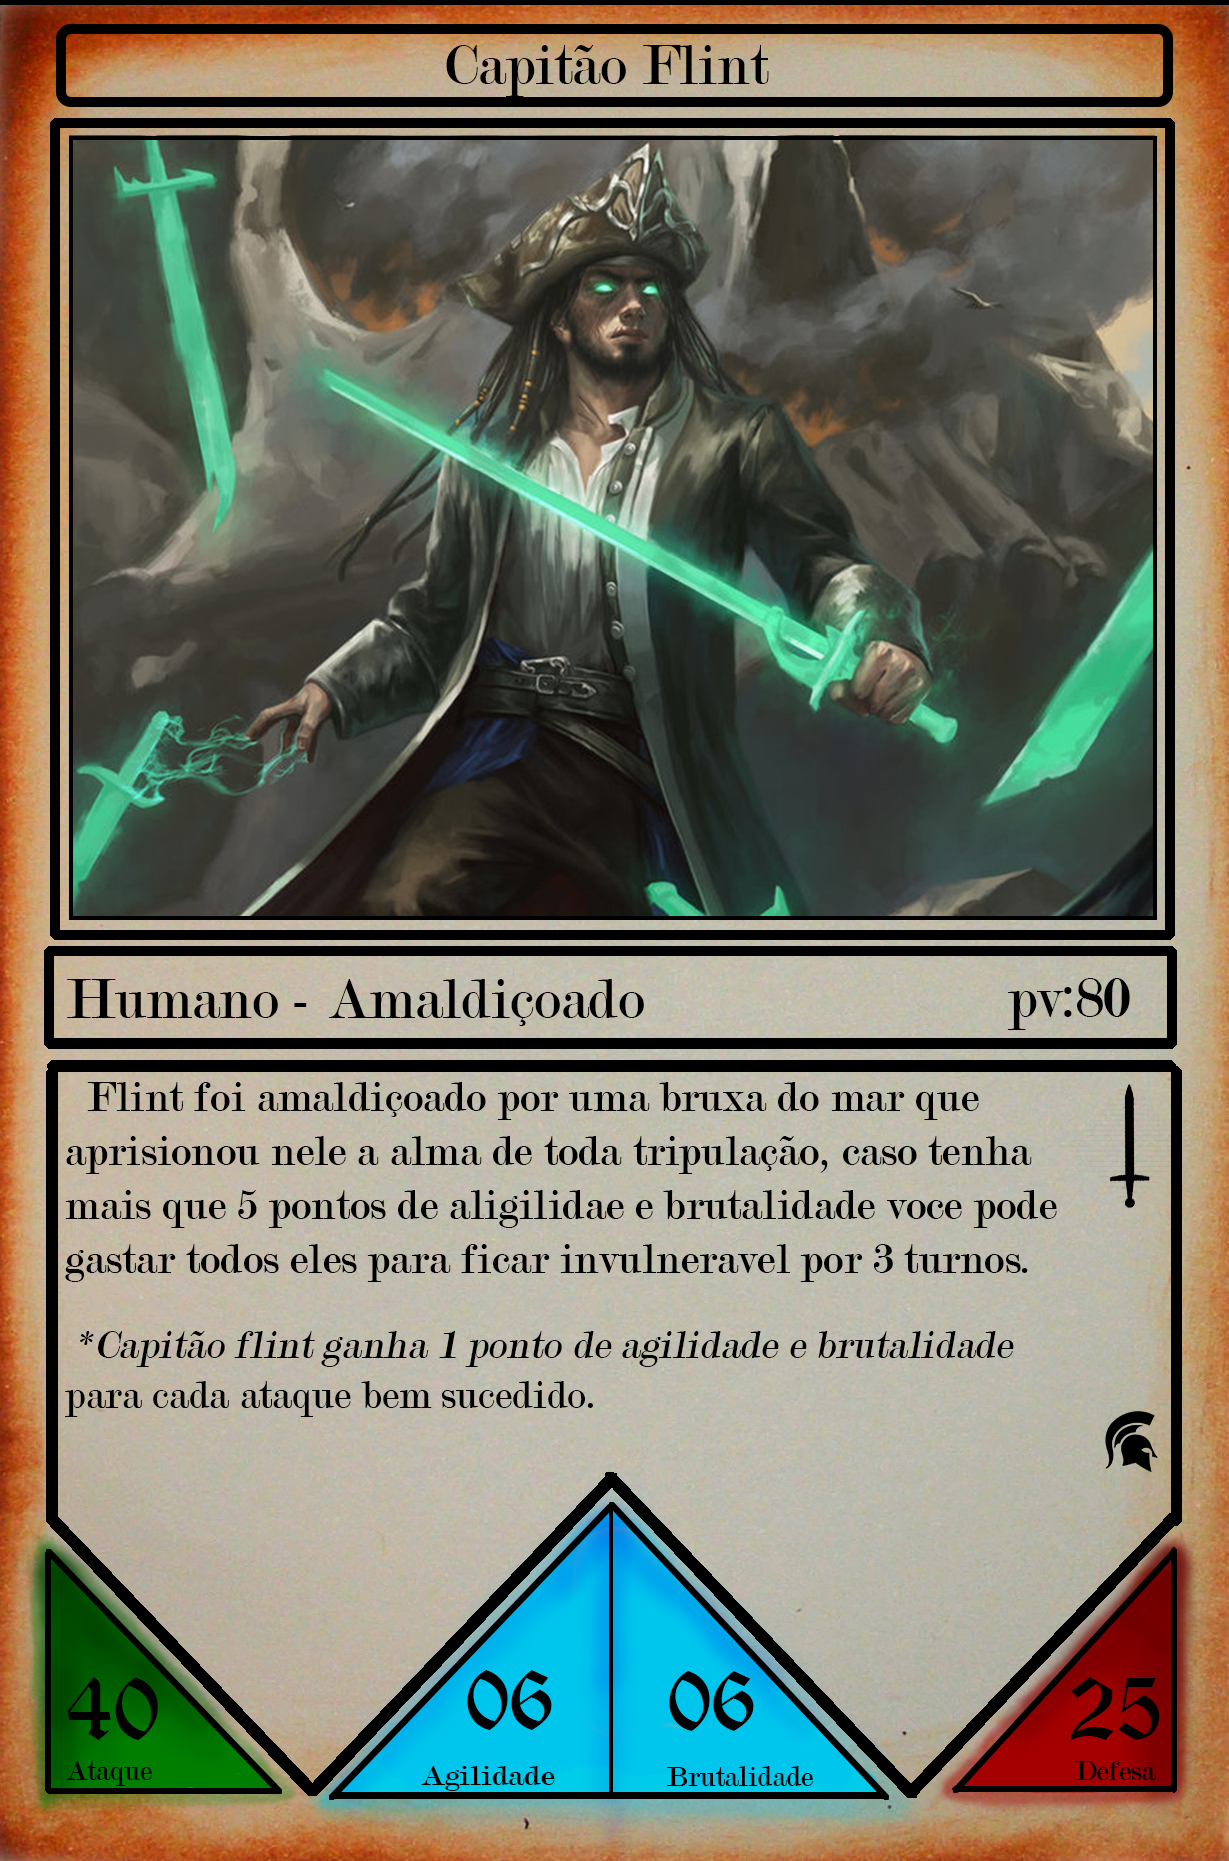 Capitão Flint
Humano - Amaldiçoado pv:80
Flint foi amaldiçoado por uma bruxa do mar que
aprisionou nele a alma de toda tripulação, caso tenha
mais que 5 pontos de aligilidae e brutalidade voce pode
gastar todos eles para ficar invulneravel por 3 turnos.
*Capitão flint ganha 1 ponto de agilidade e brutalidade
para cada ataque bem sucedido.
40
Ataque
06
Agilidade
06
Brutalidade
25
Defesa